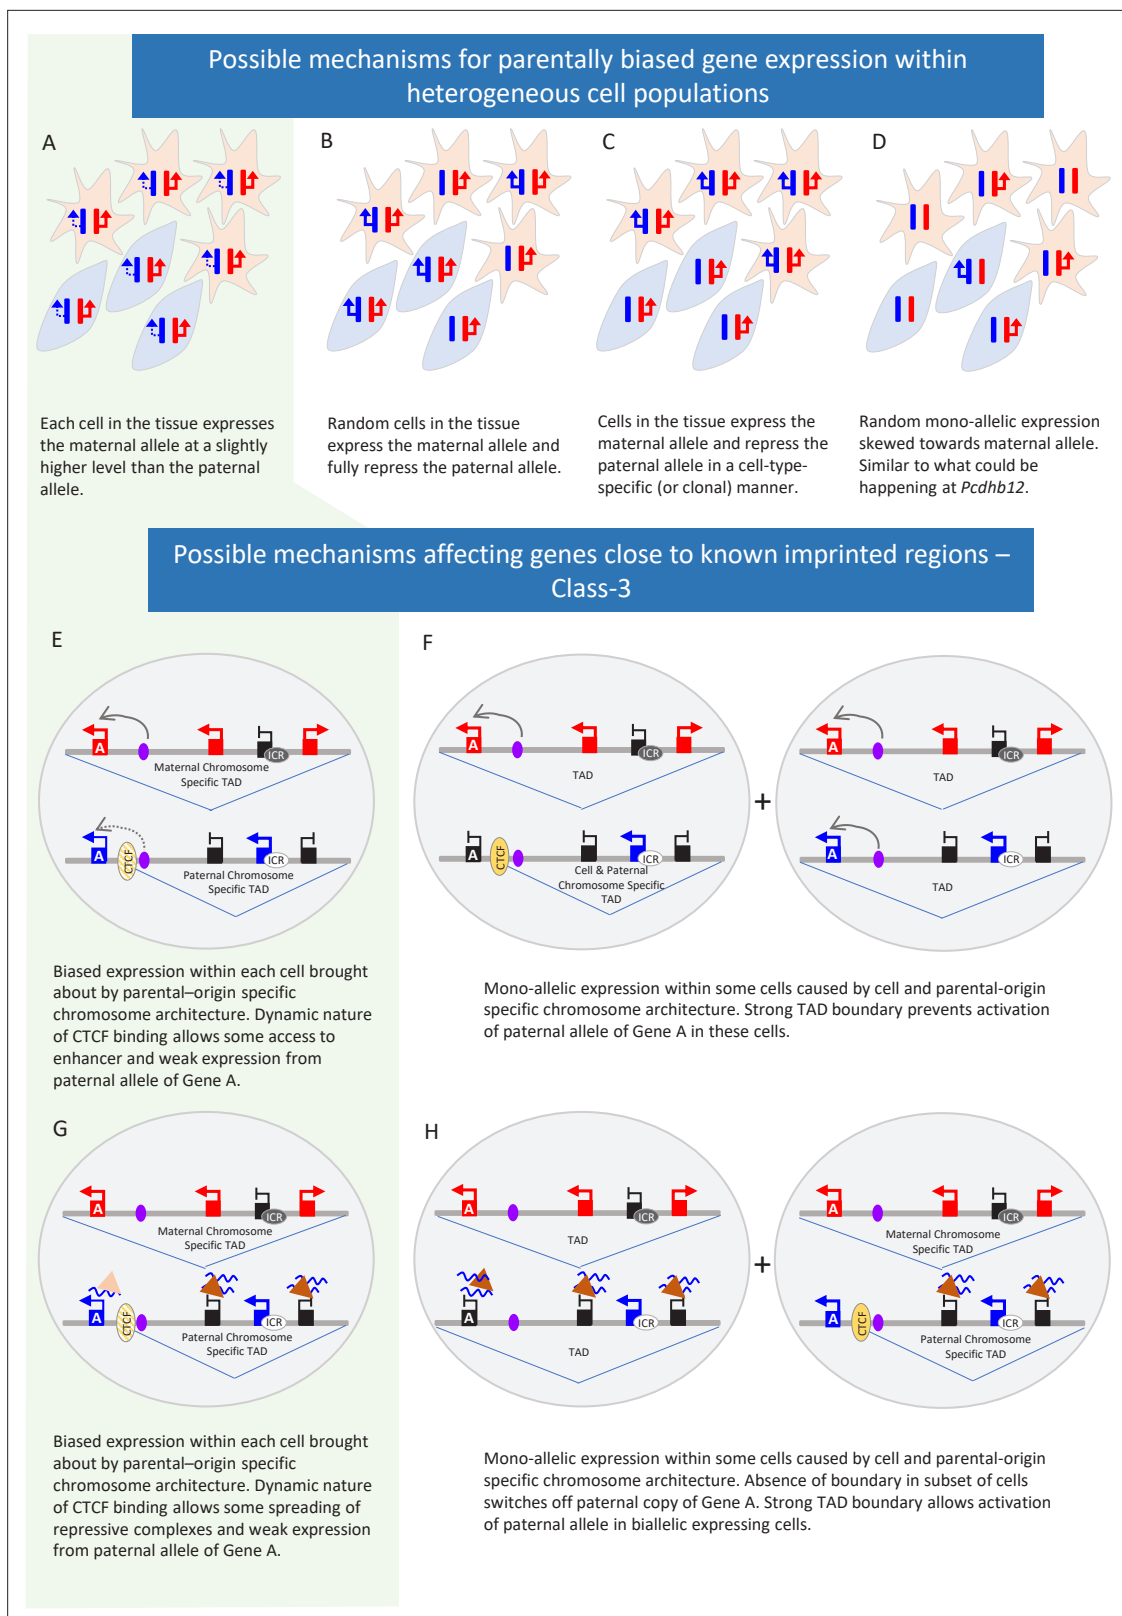 Possible mechanisms for parentally biased gene expression within
heterogeneous cell populations
A
B
C
D
Each cell in the tissue expresses
the maternal allele at a slightly
higher level than the paternal
allele.
Random cells in the tissue
express the maternal allele and
fully repress the paternal allele.
Cells in the tissue express the
maternal allele and repress the
paternal allele in a cell-type-
specific (or clonal) manner.
Random mono-allelic expression
skewed towards maternal allele.
Similar to what could be
happening at Pcdhb12.
Possible mechanisms affecting genes close to known imprinted regions –
Class-3
E
A
ICR
Maternal Chromosome
Specific TAD
A
CTCF
ICR
Paternal Chromosome
Specific TAD
Biased expression within each cell brought
about by parental–origin specific
chromosome architecture. Dynamic nature
of CTCF binding allows some access to
enhancer and weak expression from
paternal allele of Gene A.
F
A
ICR
TAD
A
CTCF
ICR
Cell & Paternal
Chromosome Specific
TAD
+
A
ICR
TAD
A
ICR
TAD
Mono-allelic expression within some cells caused by cell and parental-origin
specific chromosome architecture. Strong TAD boundary prevents activation
of paternal allele of Gene A in these cells.
G
A
ICR
Maternal Chromosome
Specific TAD
A
CTCF
ICR
Paternal Chromosome
Specific TAD
Biased expression within each cell brought
about by parental–origin specific
chromosome architecture. Dynamic nature
of CTCF binding allows some spreading of
repressive complexes and weak expression
from paternal allele of Gene A.
H
A
ICR
TAD
A
ICR
TAD
+
A
ICR
Maternal Chromosome
Specific TAD
A
CTCF
ICR
Paternal Chromosome
Specific TAD
Mono-allelic expression within some cells caused by cell and parental-origin
specific chromosome architecture. Absence of boundary in subset of cells
switches off paternal copy of Gene A. Strong TAD boundary allows activation
of paternal allele in biallelic expressing cells.